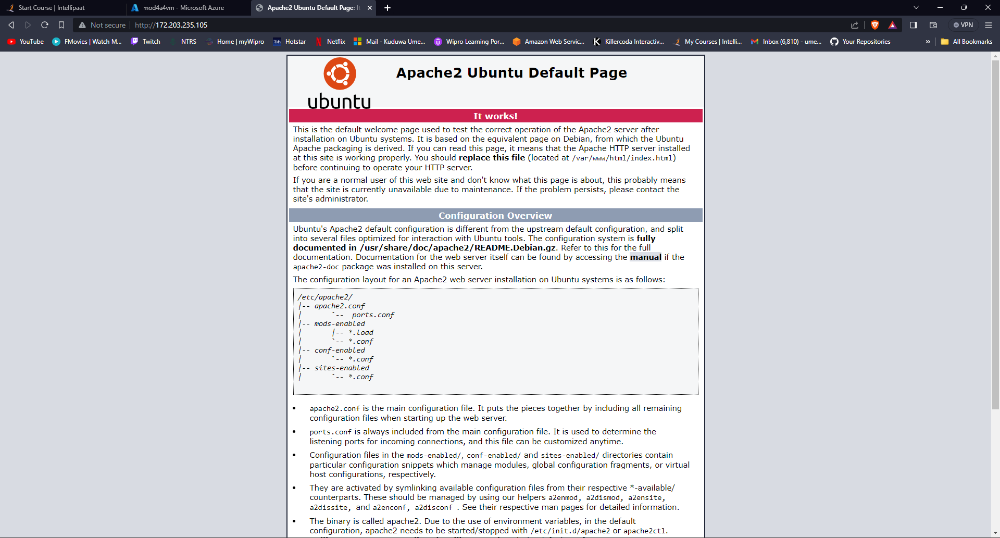 Start Course | Intellipaat
mod4a4vm - Microsoft Azure
Apache2 Ubuntu Default Page: It
Not secure
http://172.203.235.105
VPN
YouTube
FMovies | Watch M...
Twitch
NTRS
Home | myWipro
Hotstar
Netflix
Mail - Kuduwa Ume...
Wipro Learning Por...
Amazon Web Servic...
Killercoda Interactiv...
My Courses | Intelli...
Inbox (6,810) - ume...
Your Repositories
»
All Bookmarks
ubuntu
Apache2 Ubuntu Default Page
It works!
This is the default welcome page used to test the correct operation of the Apache2 server after
installation on Ubuntu systems. It is based on the equivalent page on Debian, from which the Ubuntu
Apache packaging is derived. If you can read this page, it means that the Apache HTTP server installed
at this site is working properly. You should replace this file (located at /var/www/html/index.html)
before continuing to operate your HTTP server.
If you are a normal user of this web site and don't know what this page is about, this probably means
that the site is currently unavailable due to maintenance. If the problem persists, please contact the
site's administrator.
Configuration Overview
Ubuntu's Apache2 default configuration is different from the upstream default configuration, and split
into several files optimized for interaction with Ubuntu tools. The configuration system is fully
documented in /usr/share/doc/apache2/README.Debian.gz. Refer to this for the full
documentation. Documentation for the web server itself can be found by accessing the manual if the
apache2-doc package was installed on this server.
The configuration layout for an Apache2 web server installation on Ubuntu systems is as follows:
/etc/apache2/
|-- apache2.conf
|       `--  ports.conf
|-- mods-enabled
|       |-- *.load
|       `-- *.conf
|-- conf-enabled
|       `-- *.conf
|-- sites-enabled
|       `-- *.conf
• apache2.conf is the main configuration file. It puts the pieces together by including all remaining
configuration files when starting up the web server.
• ports.conf is always included from the main configuration file. It is used to determine the
listening ports for incoming connections, and this file can be customized anytime.
• Configuration files in the mods-enabled/, conf-enabled/ and sites-enabled/ directories contain
particular configuration snippets which manage modules, global configuration fragments, or virtual
host configurations, respectively.
• They are activated by symlinking available configuration files from their respective *-available/
counterparts. These should be managed by using our helpers a2enmod, a2dismod, a2ensite,
a2dissite, and a2enconf, a2disconf . See their respective man pages for detailed information.
• The binary is called apache2. Due to the use of environment variables, in the default
configuration, apache2 needs to be started/stopped with /etc/init.d/apache2 or apache2ctl.